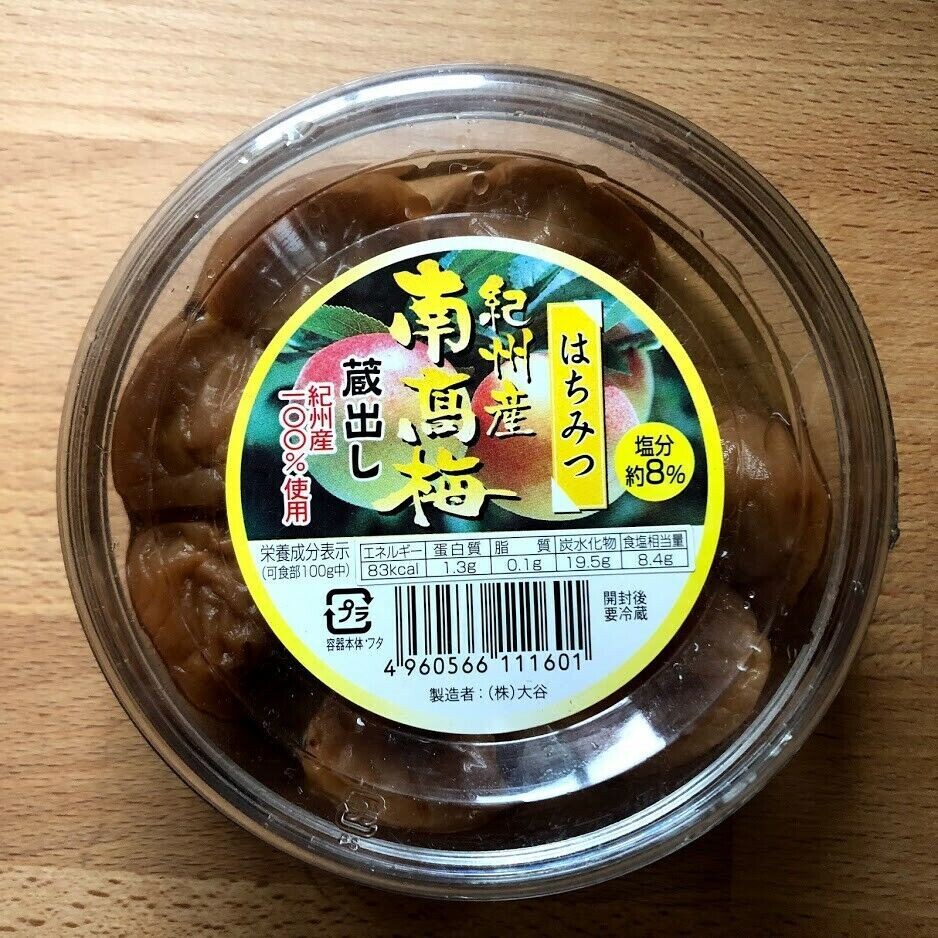 はちみつ
紀州産
南高梅
蔵出し
紀州産
一〇〇%使用
塩分
約8%
栄養成分表示
(可食部100g中)
エネルギー 蛋白質 脂質 炭水化物 食塩相当量
83kcal 1.3g 0.1g 19.5g 8.4g
プラ
容器本体・フタ
開封後
要冷蔵
4 960566 111601
製造者：(株)大谷